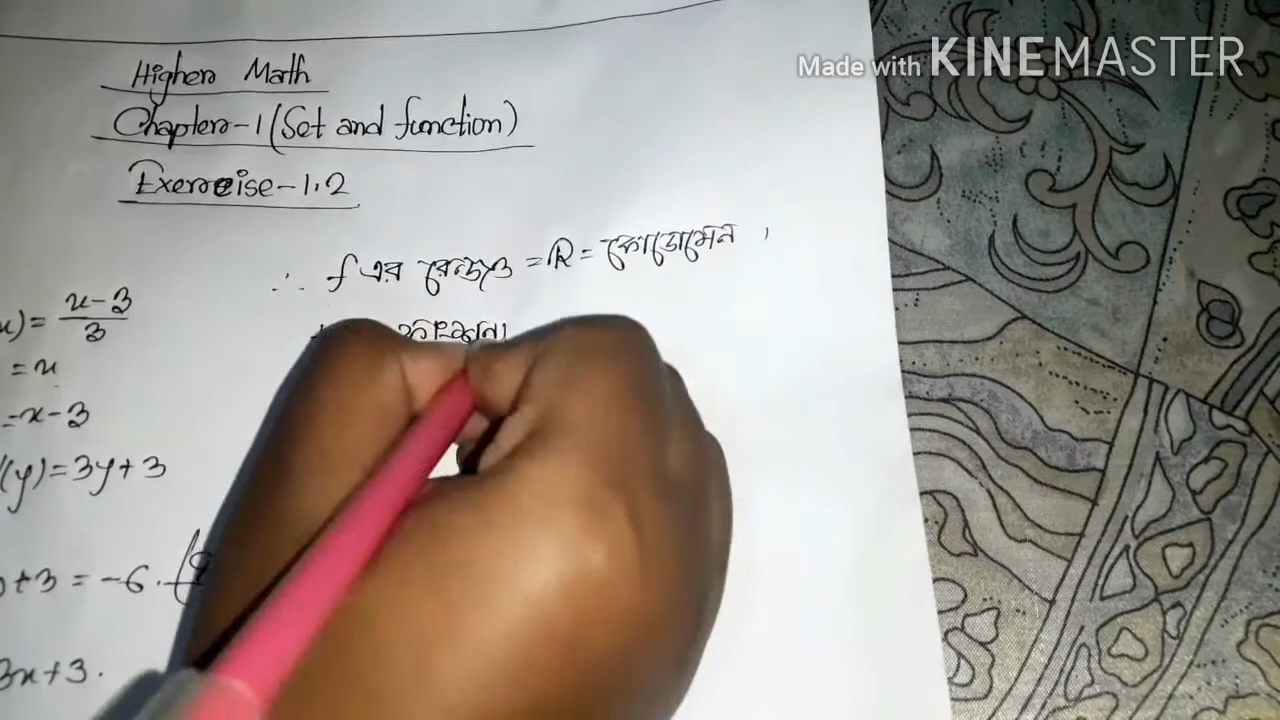 Made with KINEMASTER
Higher Math
Chapter-1 (Set and function)
Exercise-1.2
∴ f এর রেন্জও = R = কোডোমেন ।
x) = x-3/3
= x
= x-3
(y) = 3y+3
+3 = -6.
3x+3.